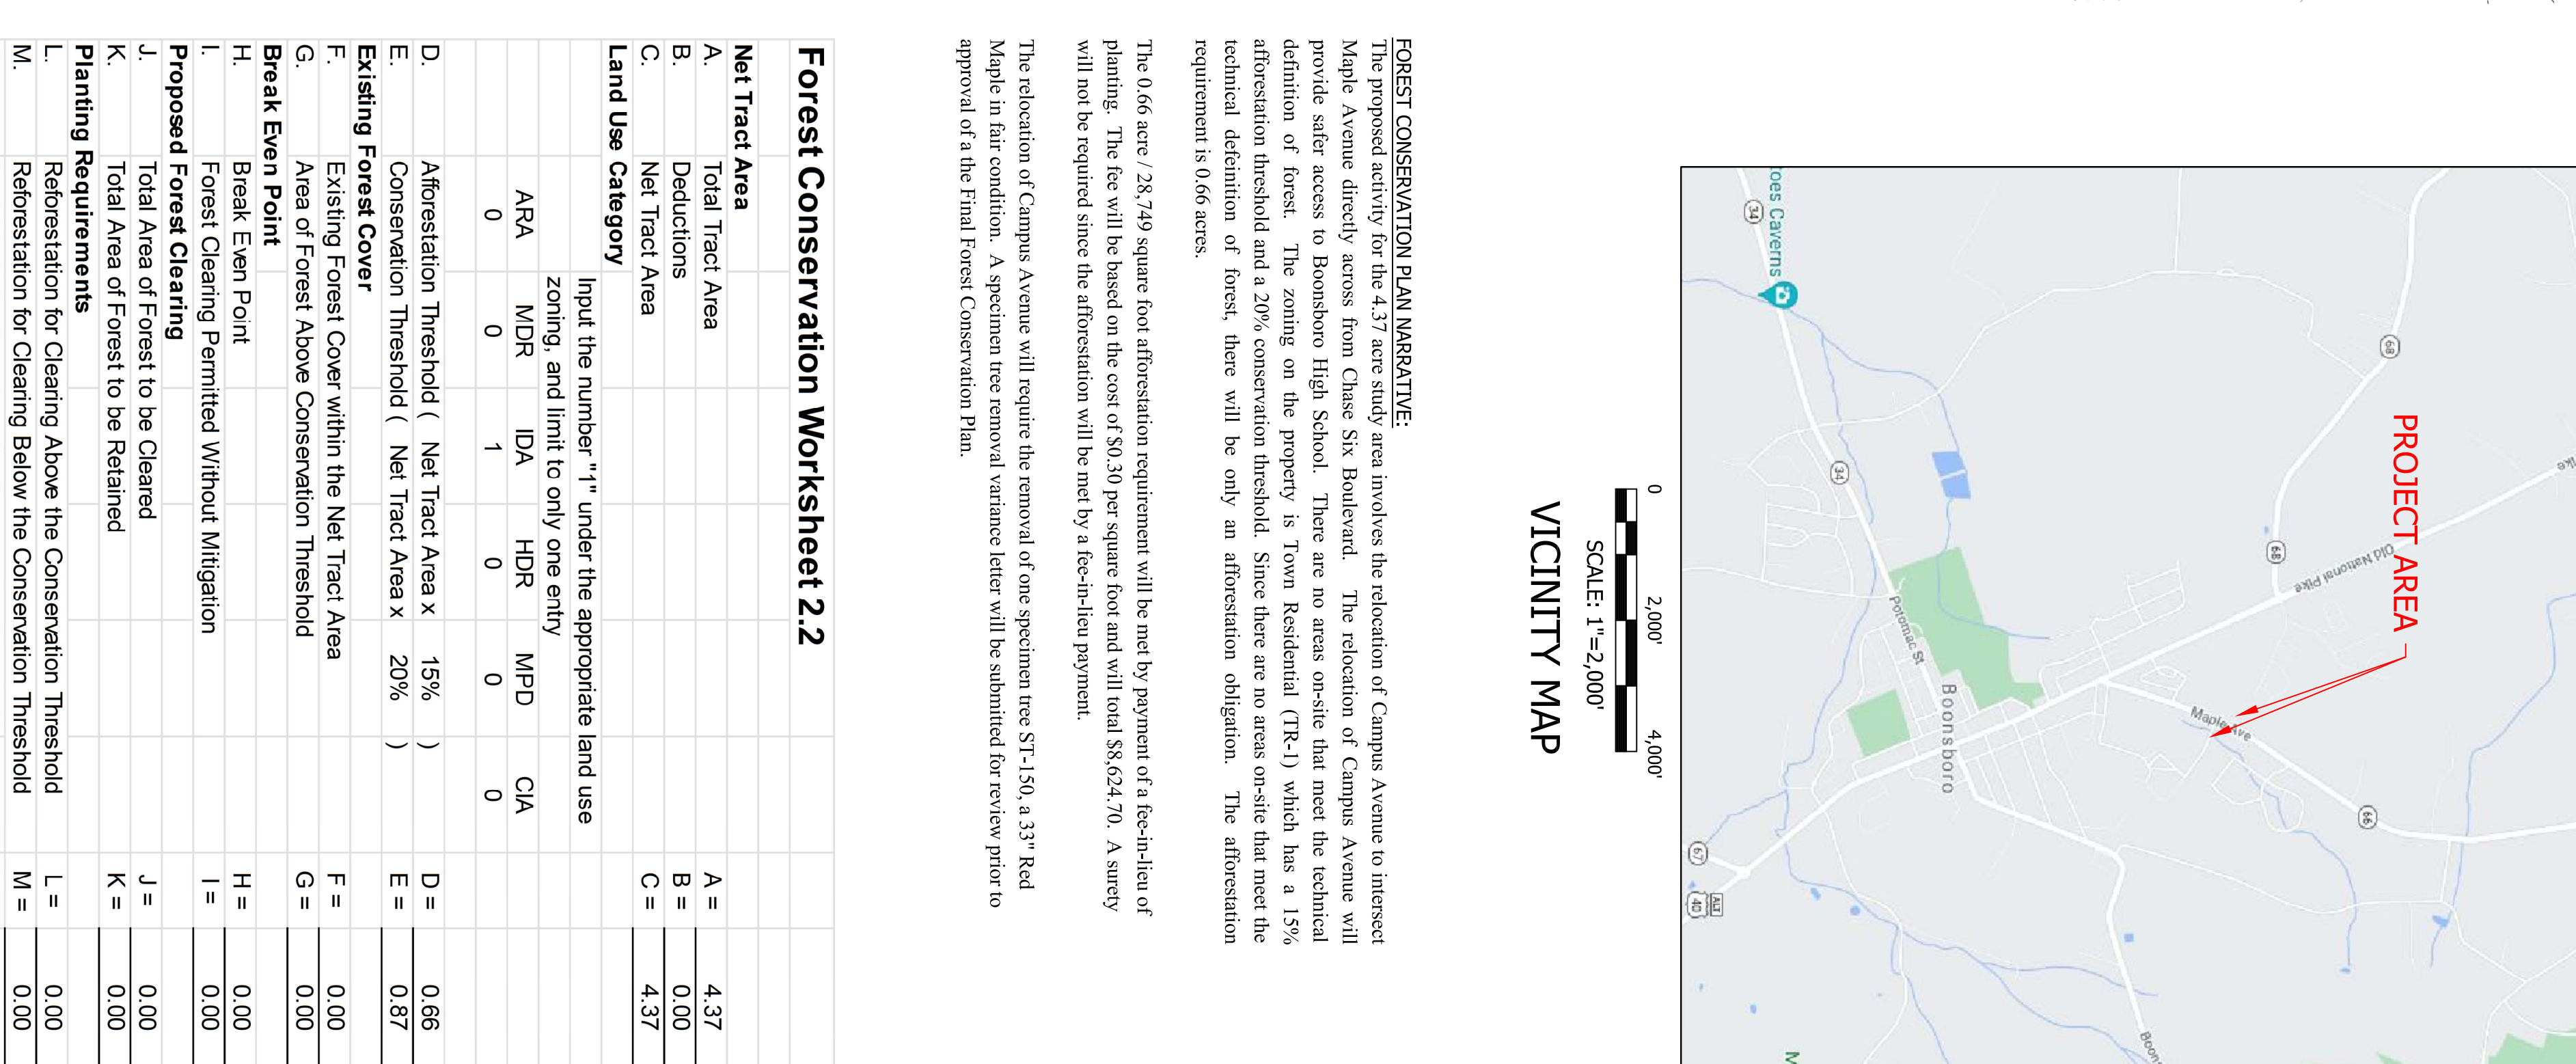 toes Caverns
34
68
PROJECT AREA
34
68
Old National Pike
Potomac St
Boonsboro
Maple Ave
66
67
ALT
40
Boon
M
0 2,000' 4,000'
SCALE: 1"=2,000'
VICINITY MAP
FOREST CONSERVATION PLAN NARRATIVE:
The proposed activity for the 4.37 acre study area involves the relocation of Campus Avenue to intersect
Maple Avenue directly across from Chase Six Boulevard. The relocation of Campus Avenue will
provide safer access to Boonsboro High School. There are no areas on-site that meet the technical
definition of forest. The zoning on the property is Town Residential (TR-1) which has a 15%
afforestation threshold and a 20% conservation threshold. Since there are no areas on-site that meet the
technical defeinition of forest, there will be only an afforestation obligation. The afforestation
requirement is 0.66 acres.
The 0.66 acre / 28,749 square foot afforestation requirement will be met by payment of a fee-in-lieu of
planting. The fee will be based on the cost of $0.30 per square foot and will total $8,624.70. A surety
will not be required since the afforestation will be met by a fee-in-lieu payment.
The relocation of Campus Avenue will require the removal of one specimen tree ST-150, a 33" Red
Maple in fair condition. A specimen tree removal variance letter will be submitted for review prior to
approval of a the Final Forest Conservation Plan.
Forest Conservation Worksheet 2.2
Net Tract Area
A. Total Tract Area A = 4.37
B. Deductions B = 0.00
C. Net Tract Area C = 4.37
Land Use Category
Input the number "1" under the appropriate land use
zoning, and limit to only one entry
ARA MDR IDA HDR MPD CIA
0 0 1 0 0 0
D. Afforestation Threshold ( Net Tract Area x 15% ) D = 0.66
E. Conservation Threshold ( Net Tract Area x 20% ) E = 0.87
Existing Forest Cover
F. Existing Forest Cover within the Net Tract Area F = 0.00
G. Area of Forest Above Conservation Threshold G = 0.00
Break Even Point
H. Break Even Point H = 0.00
I. Forest Clearing Permitted Without Mitigation I = 0.00
Proposed Forest Clearing
J. Total Area of Forest to be Cleared J = 0.00
K. Total Area of Forest to be Retained K = 0.00
Planting Requirements
L. Reforestation for Clearing Above the Conservation Threshold L = 0.00
M. Reforestation for Clearing Below the Conservation Threshold M = 0.00